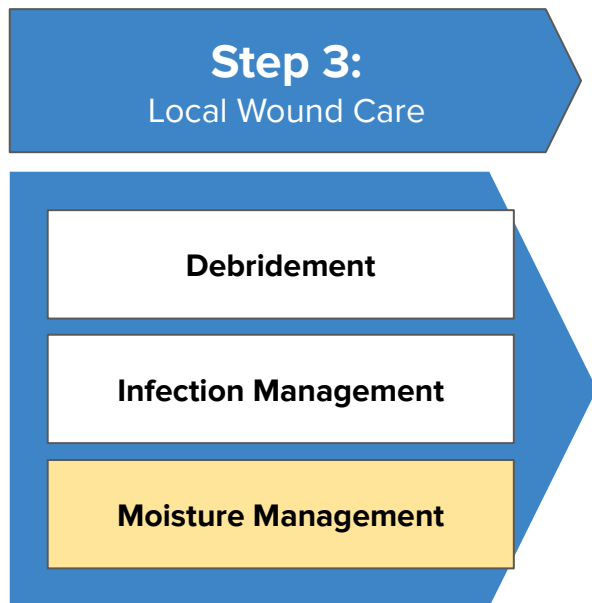 Step 3:
Local Wound Care
Debridement
Infection Management
Moisture Management